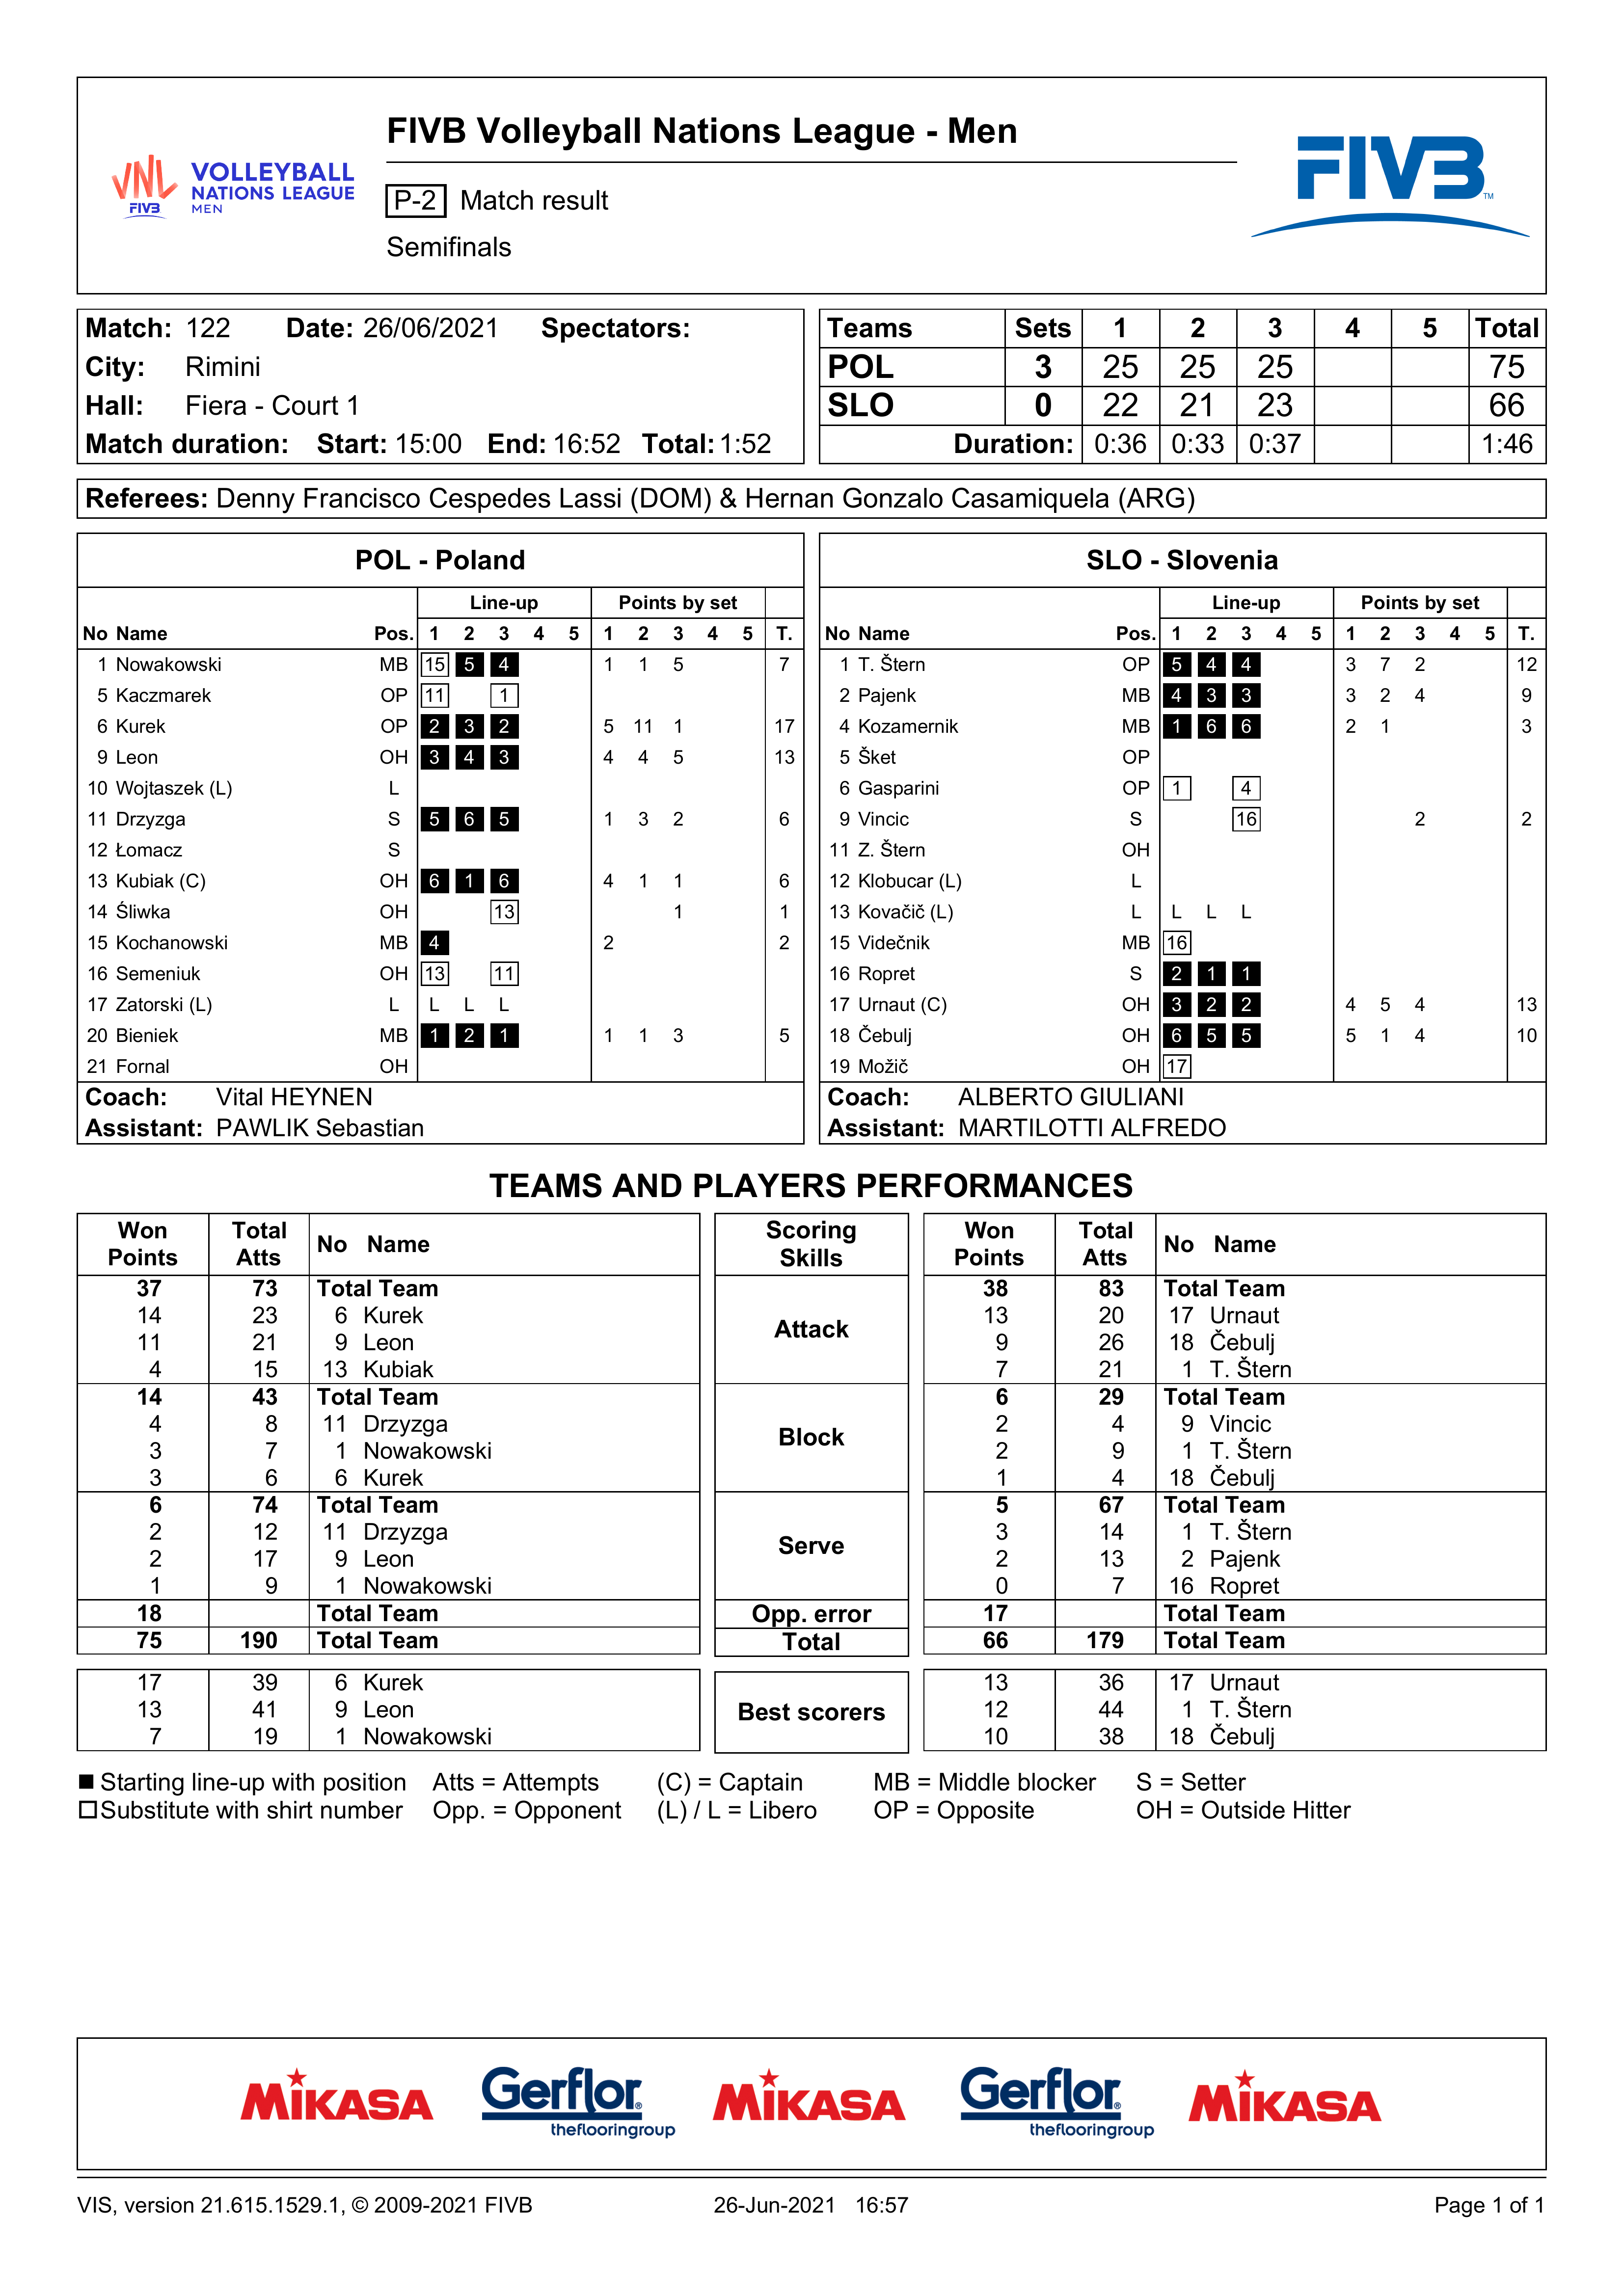 FIVB Volleyball Nations League - Men
VNL FIVB VOLLEYBALL NATIONS LEAGUE MEN
P-2 Match result
Semifinals
FIVB TM
Match: 122 Date: 26/06/2021 Spectators:
City: Rimini
Hall: Fiera - Court 1
Match duration: Start: 15:00 End: 16:52 Total: 1:52
Teams Sets 1 2 3 4 5 Total
POL 3 25 25 25 75
SLO 0 22 21 23 66
Duration: 0:36 0:33 0:37 1:46
Referees: Denny Francisco Cespedes Lassi (DOM) & Hernan Gonzalo Casamiquela (ARG)
POL - Poland
Line-up Points by set
No Name Pos. 1 2 3 4 5 1 2 3 4 5 T.
1 Nowakowski MB 15 5 4 1 1 5 7
5 Kaczmarek OP 11 1
6 Kurek OP 2 3 2 5 11 1 17
9 Leon OH 3 4 3 4 4 5 13
10 Wojtaszek (L) L
11 Drzyzga S 5 6 5 1 3 2 6
12 Łomacz S
13 Kubiak (C) OH 6 1 6 4 1 1 6
14 Śliwka OH 13 1 1
15 Kochanowski MB 4 2 2
16 Semeniuk OH 13 11
17 Zatorski (L) L L L L
20 Bieniek MB 1 2 1 1 1 3 5
21 Fornal OH
Coach: Vital HEYNEN
Assistant: PAWLIK Sebastian
SLO - Slovenia
Line-up Points by set
No Name Pos. 1 2 3 4 5 1 2 3 4 5 T.
1 T. Štern OP 5 4 4 3 7 2 12
2 Pajenk MB 4 3 3 3 2 4 9
4 Kozamernik MB 1 6 6 2 1 3
5 Šket OP
6 Gasparini OP 1 4
9 Vincic S 16 2 2
11 Z. Štern OH
12 Klobucar (L) L
13 Kovačič (L) L L L L
15 Videčnik MB 16
16 Ropret S 2 1 1
17 Urnaut (C) OH 3 2 2 4 5 4 13
18 Čebulj OH 6 5 5 5 1 4 10
19 Možič OH 17
Coach: ALBERTO GIULIANI
Assistant: MARTILOTTI ALFREDO
TEAMS AND PLAYERS PERFORMANCES
Won Points Total Atts No Name Scoring Skills Won Points Total Atts No Name
37 73 Total Team 38 83 Total Team
14 23 6 Kurek Attack 13 20 17 Urnaut
11 21 9 Leon 9 26 18 Čebulj
4 15 13 Kubiak 7 21 1 T. Štern
14 43 Total Team 6 29 Total Team
4 8 11 Drzyzga Block 2 4 9 Vincic
3 7 1 Nowakowski 2 9 1 T. Štern
3 6 6 Kurek 1 4 18 Čebulj
6 74 Total Team 5 67 Total Team
2 12 11 Drzyzga Serve 3 14 1 T. Štern
2 17 9 Leon 2 13 2 Pajenk
1 9 1 Nowakowski 0 7 16 Ropret
18 Total Team Opp. error 17 Total Team
75 190 Total Team Total 66 179 Total Team
17 39 6 Kurek 13 36 17 Urnaut
13 41 9 Leon Best scorers 12 44 1 T. Štern
7 19 1 Nowakowski 10 38 18 Čebulj
Starting line-up with position Atts = Attempts (C) = Captain MB = Middle blocker S = Setter
Substitute with shirt number Opp. = Opponent (L) / L = Libero OP = Opposite OH = Outside Hitter
MIKASA Gerflor® theflooringgroup MIKASA Gerflor® theflooringgroup MIKASA
VIS, version 21.615.1529.1, © 2009-2021 FIVB 26-Jun-2021 16:57 Page 1 of 1